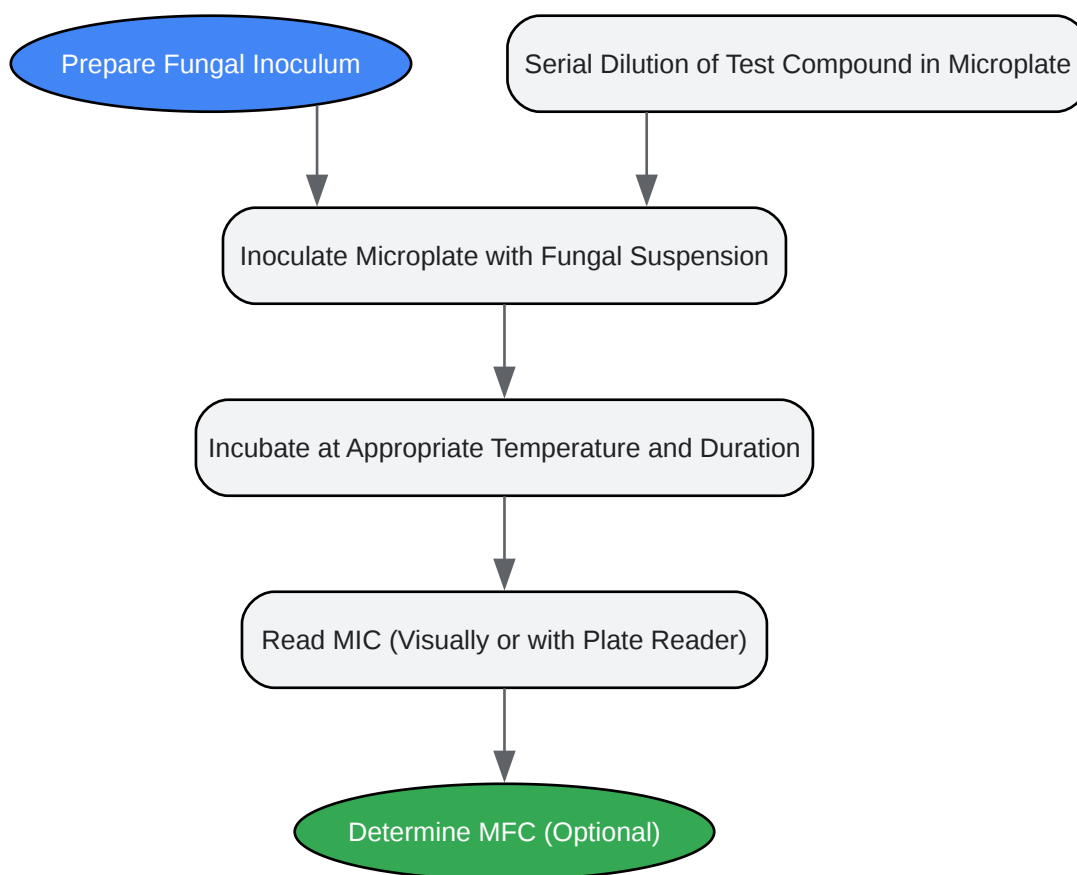 Prepare Fungal Inoculum
Serial Dilution of Test Compound in Microplate
Inoculate Microplate with Fungal Suspension
Incubate at Appropriate Temperature and Duration
Read MIC (Visually or with Plate Reader)
Determine MFC (Optional)